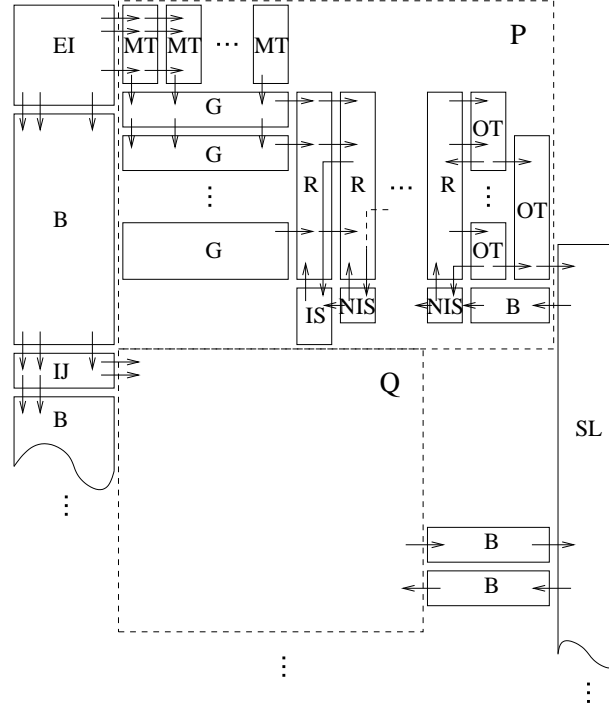 EI MT MT ... MT P
G OT
G R R ... R OT
B ⋮ ⋮
G OT
IS NIS NIS B
IJ Q
B SL
⋮
B
B
⋮ ⋮